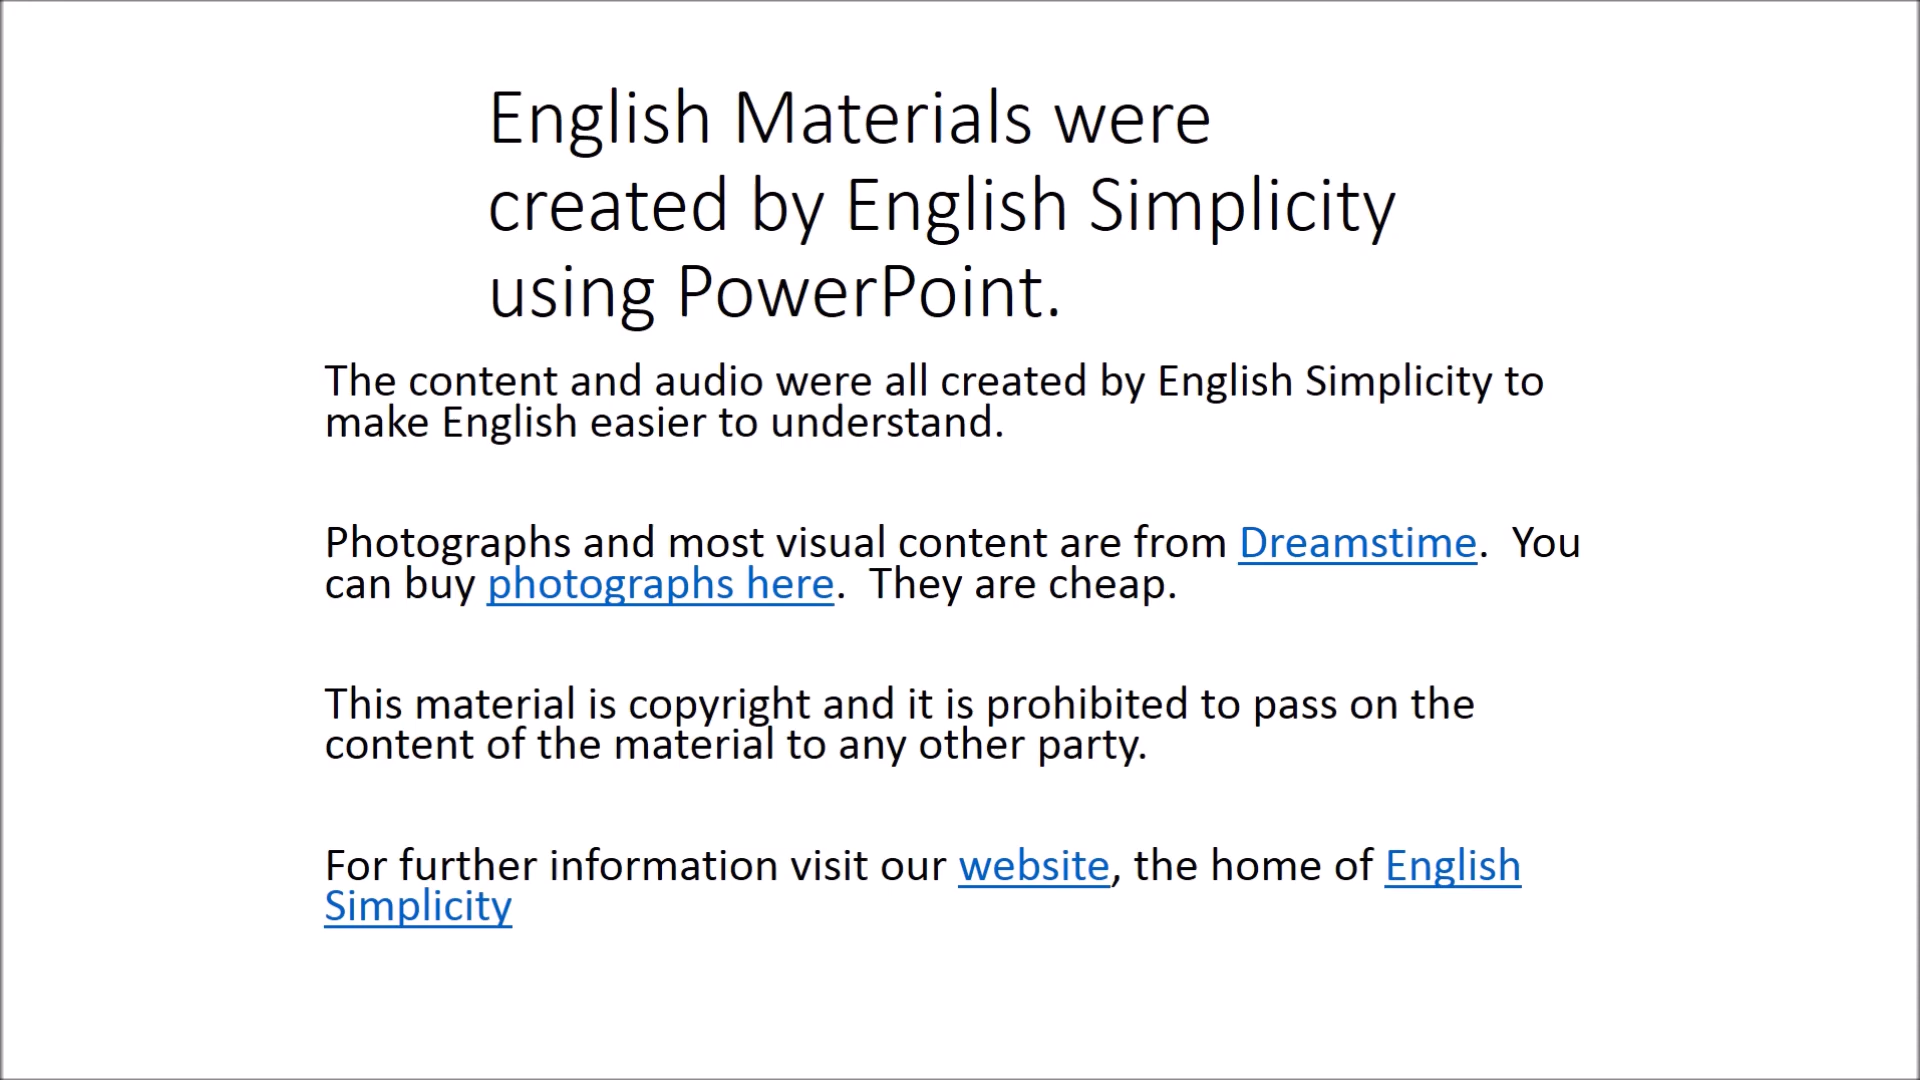 English Materials were
created by English Simplicity
using PowerPoint.
The content and audio were all created by English Simplicity to
make English easier to understand.
Photographs and most visual content are from Dreamstime.  You
can buy photographs here.  They are cheap.
This material is copyright and it is prohibited to pass on the
content of the material to any other party.
For further information visit our website, the home of English
Simplicity